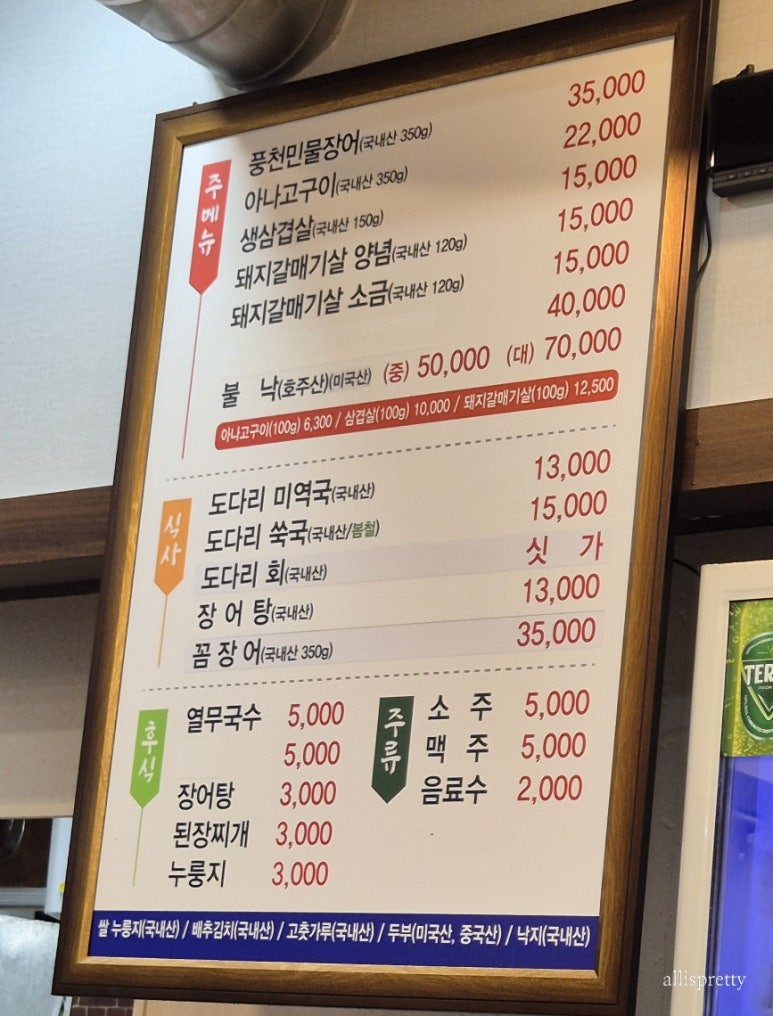 주메뉴
풍천민물장어(국내산 350g) 35,000
아나고구이(국내산 350g) 22,000
생삼겹살(국내산 150g) 15,000
돼지갈매기살 양념(국내산 120g) 15,000
돼지갈매기살 소금(국내산 120g) 15,000
40,000
불 낙(호주산)(미국산) (중) 50,000 (대) 70,000
아나고구이(100g) 6,300 / 삼겹살(100g) 10,000 / 돼지갈매기살(100g) 12,500
식사
도다리 미역국(국내산) 13,000
도다리 쑥국(국내산/봄철) 15,000
도다리 회(국내산) 싯 가
장 어 탕(국내산) 13,000
꼼 장 어(국내산 350g) 35,000
후식
열무국수 5,000
5,000
장어탕 3,000
된장찌개 3,000
누룽지 3,000
주류
소 주 5,000
맥 주 5,000
음료수 2,000
쌀 누룽지(국내산) / 배추김치(국내산) / 고춧가루(국내산) / 두부(미국산, 중국산) / 낙지(국내산)
TER
allispretty